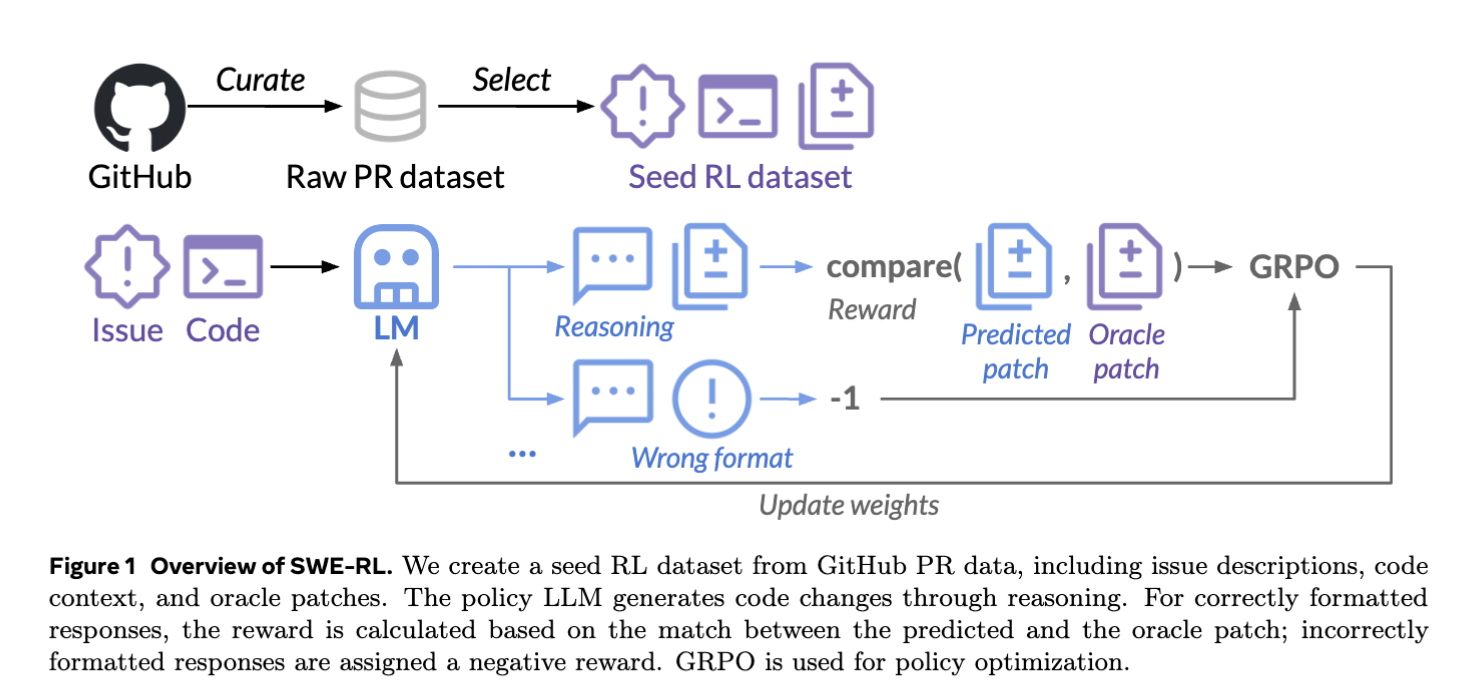 Curate
Select
GitHub
Raw PR dataset
Seed RL dataset
Issue
Code
LM
Reasoning
compare(
,
)
GRPO
Reward
Predicted
patch
Oracle
patch
-1
...
Wrong format
Update weights
Figure 1 Overview of SWE-RL. We create a seed RL dataset from GitHub PR data, including issue descriptions, code
context, and oracle patches. The policy LLM generates code changes through reasoning. For correctly formatted
responses, the reward is calculated based on the match between the predicted and the oracle patch; incorrectly
formatted responses are assigned a negative reward. GRPO is used for policy optimization.